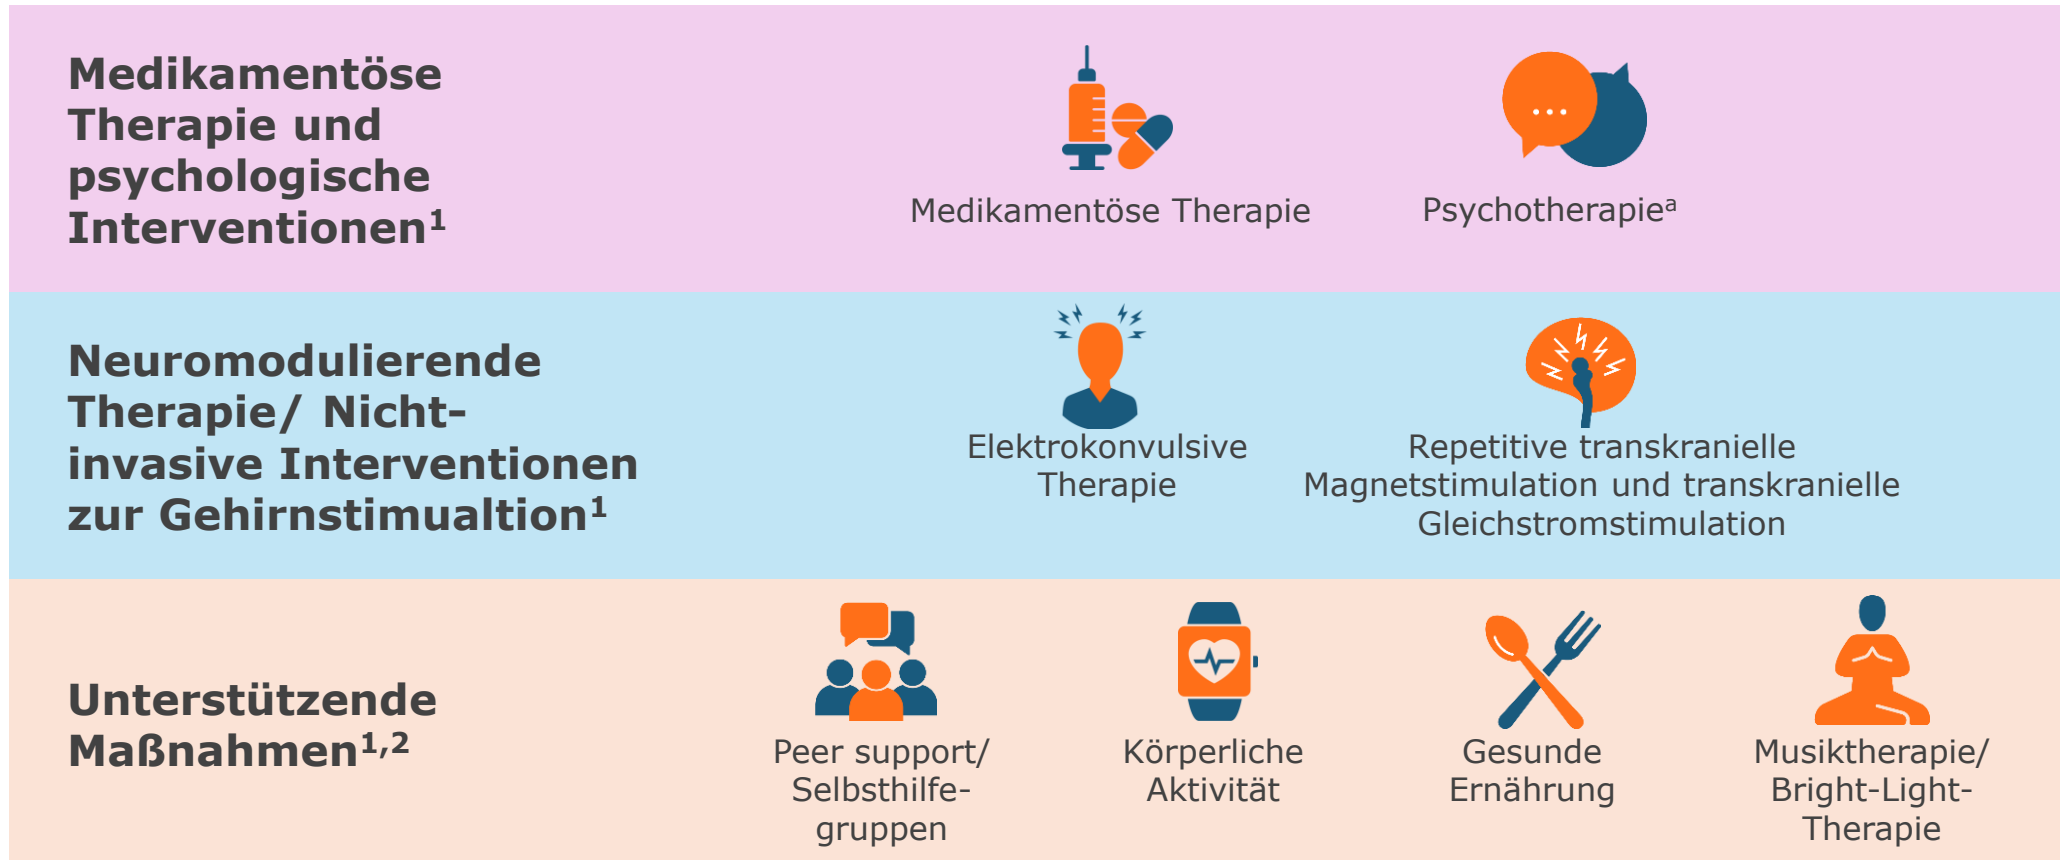 Medikamentöse
Therapie und
psychologische
Interventionen¹
Medikamentöse Therapie
Psychotherapieᵃ
Neuromodulierende
Therapie/ Nicht-
invasive Interventionen
zur Gehirnstimualtion¹
Elektrokonvulsive
Therapie
Repetitive transkranielle
Magnetstimulation und transkranielle
Gleichstromstimulation
Unterstützende
Maßnahmen¹,²
Peer support/
Selbsthilfe-
gruppen
Körperliche
Aktivität
Gesunde
Ernährung
Musiktherapie/
Bright-Light-
Therapie